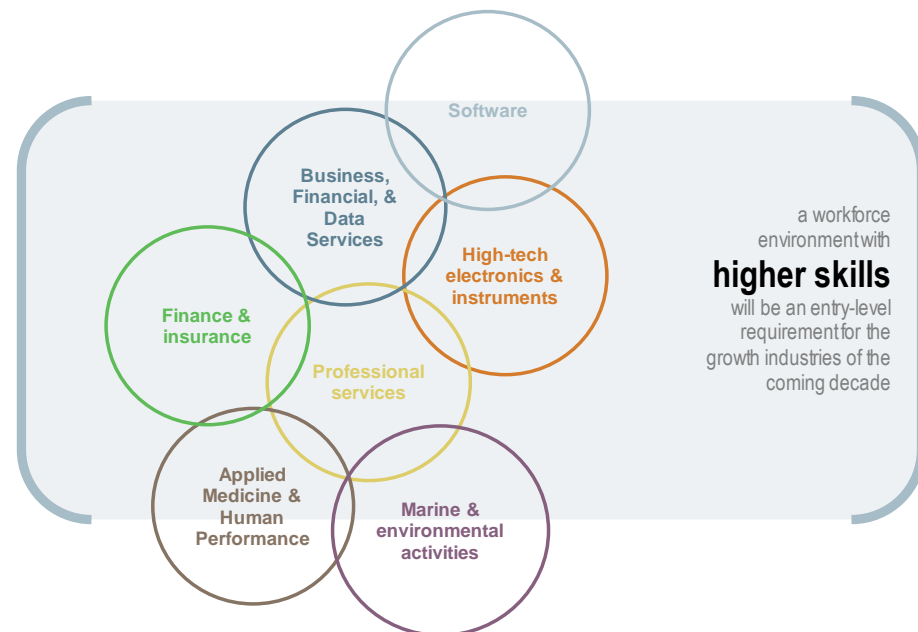 Software
Business,
Financial, &
Data
Services
High-tech
electronics &
instruments
Finance &
insurance
Professional
services
Applied
Medicine &
Human
Performance
Marine &
environmental
activities
a workforce
environment with
higher skills
will be an entry-level
requirement for the
growth industries of the
coming decade